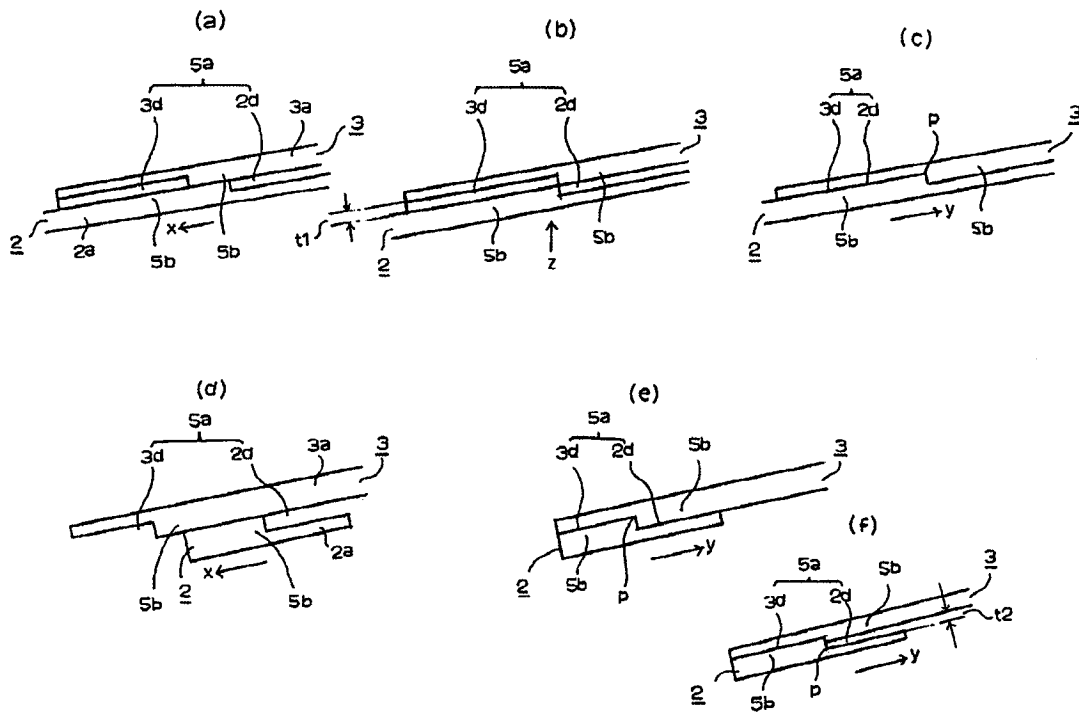 (a)
5a
3d 2d 3a 3
2 2a x 5b 5b
(b)
5a
3d 2d 3
t1 2 5b z 5b
(c)
5a
3d 2d P 3
2 5b y 5b
(d)
5a
3d 2d 3a 3
5b 2 x 5b 2a
(e)
5a
3d 2d 5b 3
2 5b P y
(f)
5a 5b
3d 2d 3
t2
2 5b P y